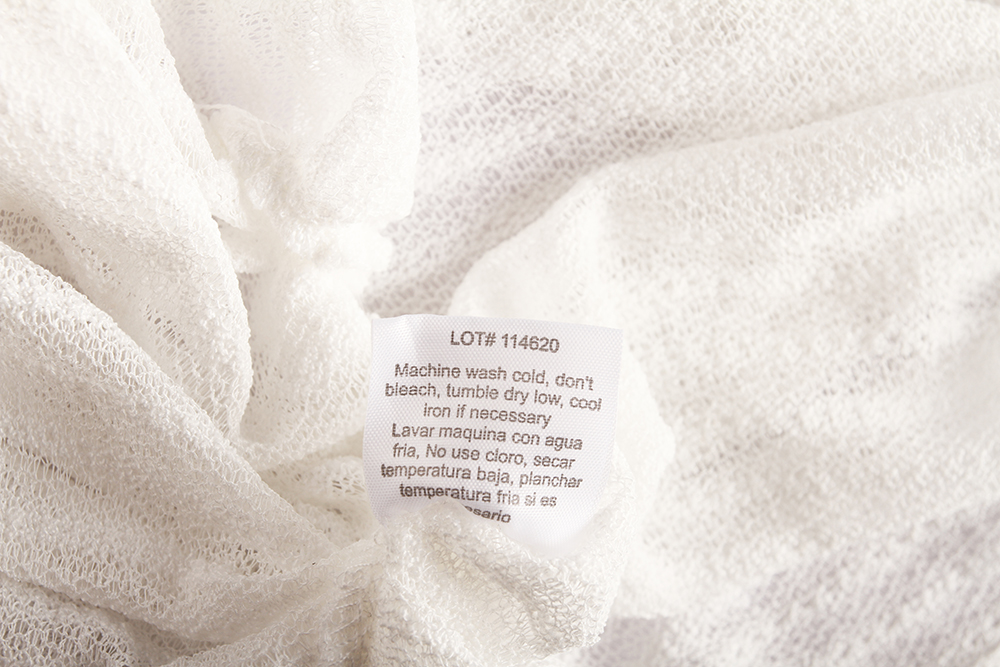 LOT# 114620
Machine wash cold, don't
bleach, tumble dry low, cool
iron if necessary
Lavar maquina con agua
fria, No use cloro, secar
temperatura baja, planchar
temperatura fria si es